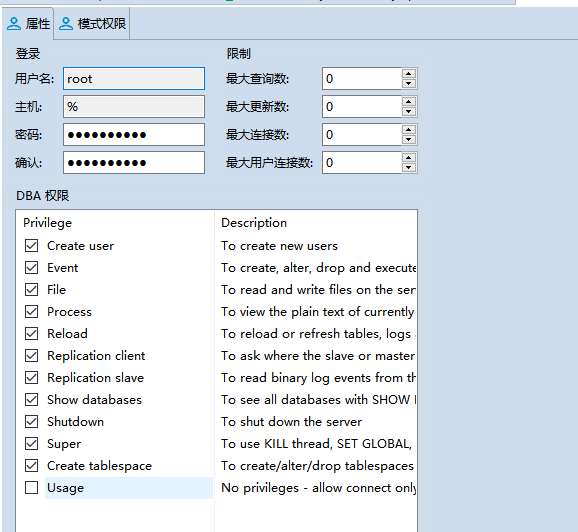 属性 模式权限
登录 限制
用户名: root 最大查询数: 0
主机: % 最大更新数: 0
密码: ●●●●●●●●●● 最大连接数: 0
确认: ●●●●●●●●●● 最大用户连接数: 0
DBA 权限
Privilege Description
Create user To create new users
Event To create, alter, drop and execute
File To read and write files on the ser
Process To view the plain text of currently
Reload To reload or refresh tables, logs
Replication client To ask where the slave or master
Replication slave To read binary log events from th
Show databases To see all databases with SHOW
Shutdown To shut down the server
Super To use KILL thread, SET GLOBAL,
Create tablespace To create/alter/drop tablespaces
Usage No privileges - allow connect only